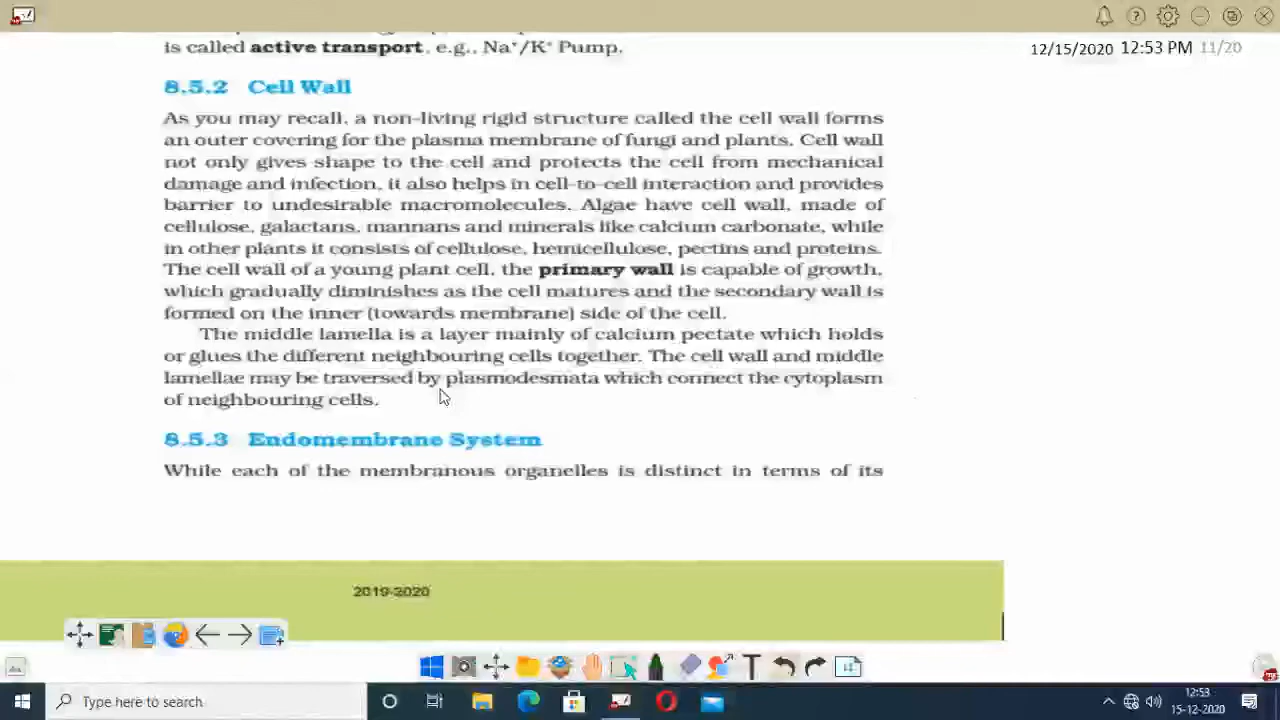 is called active transport, e.g., Na⁺/K⁺ Pump.
12/15/2020 12:53 PM 11/20
8.5.2 Cell Wall
As you may recall, a non-living rigid structure called the cell wall forms
an outer covering for the plasma membrane of fungi and plants. Cell wall
not only gives shape to the cell and protects the cell from mechanical
damage and infection, it also helps in cell-to-cell interaction and provides
barrier to undesirable macromolecules. Algae have cell wall, made of
cellulose, galactans, mannans and minerals like calcium carbonate, while
in other plants it consists of cellulose, hemicellulose, pectins and proteins.
The cell wall of a young plant cell, the primary wall is capable of growth,
which gradually diminishes as the cell matures and the secondary wall is
formed on the inner (towards membrane) side of the cell.
The middle lamella is a layer mainly of calcium pectate which holds
or glues the different neighbouring cells together. The cell wall and middle
lamellae may be traversed by plasmodesmata which connect the cytoplasm
of neighbouring cells.
8.5.3 Endomembrane System
While each of the membranous organelles is distinct in terms of its
2019-2020
Type here to search
12:53
15-12-2020